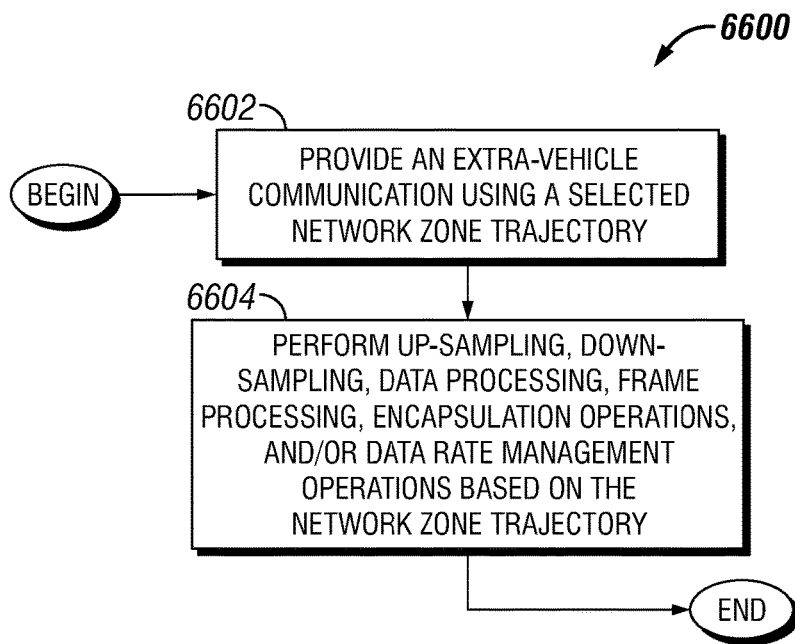 6600
6602
BEGIN
PROVIDE AN EXTRA-VEHICLE
COMMUNICATION USING A SELECTED
NETWORK ZONE TRAJECTORY
6604
PERFORM UP-SAMPLING, DOWN-
SAMPLING, DATA PROCESSING, FRAME
PROCESSING, ENCAPSULATION OPERATIONS,
AND/OR DATA RATE MANAGEMENT
OPERATIONS BASED ON THE
NETWORK ZONE TRAJECTORY
END